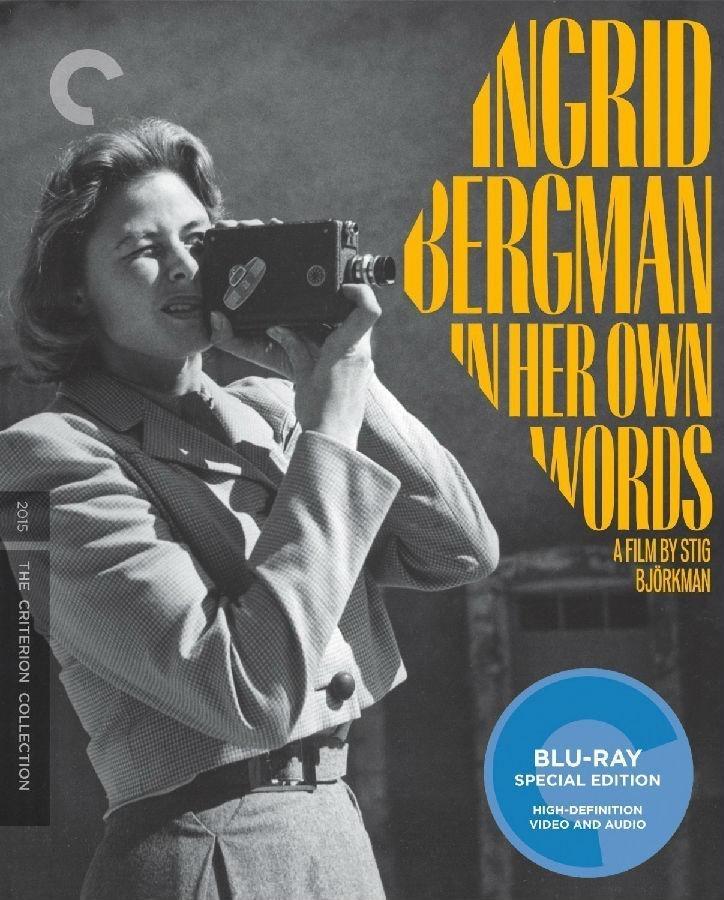 INGRID
BERGMAN
IN HER OWN
WORDS
A FILM BY STIG
BJÖRKMAN
2015
THE CRITERION COLLECTION
BLU-RAY
SPECIAL EDITION
HIGH-DEFINITION
VIDEO AND AUDIO